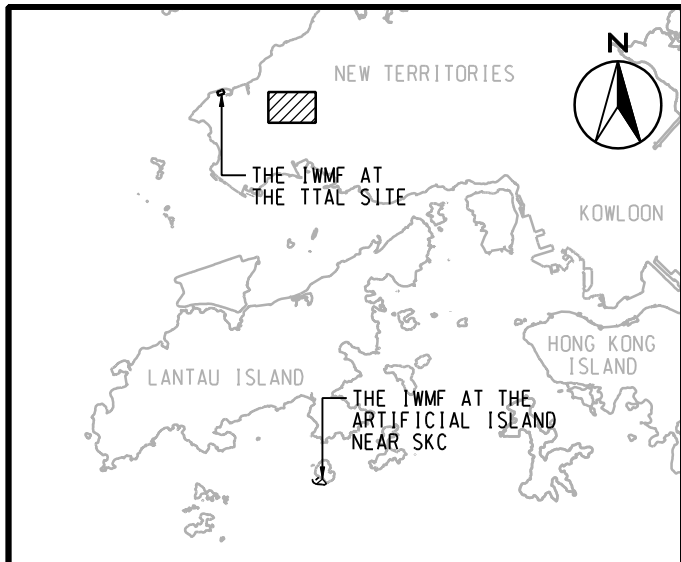 N
NEW TERRITORIES
THE IWMF AT
THE TTAL SITE
KOWLOON
HONG KONG
ISLAND
LANTAU ISLAND
THE IWMF AT THE
ARTIFICIAL ISLAND
NEAR SKC